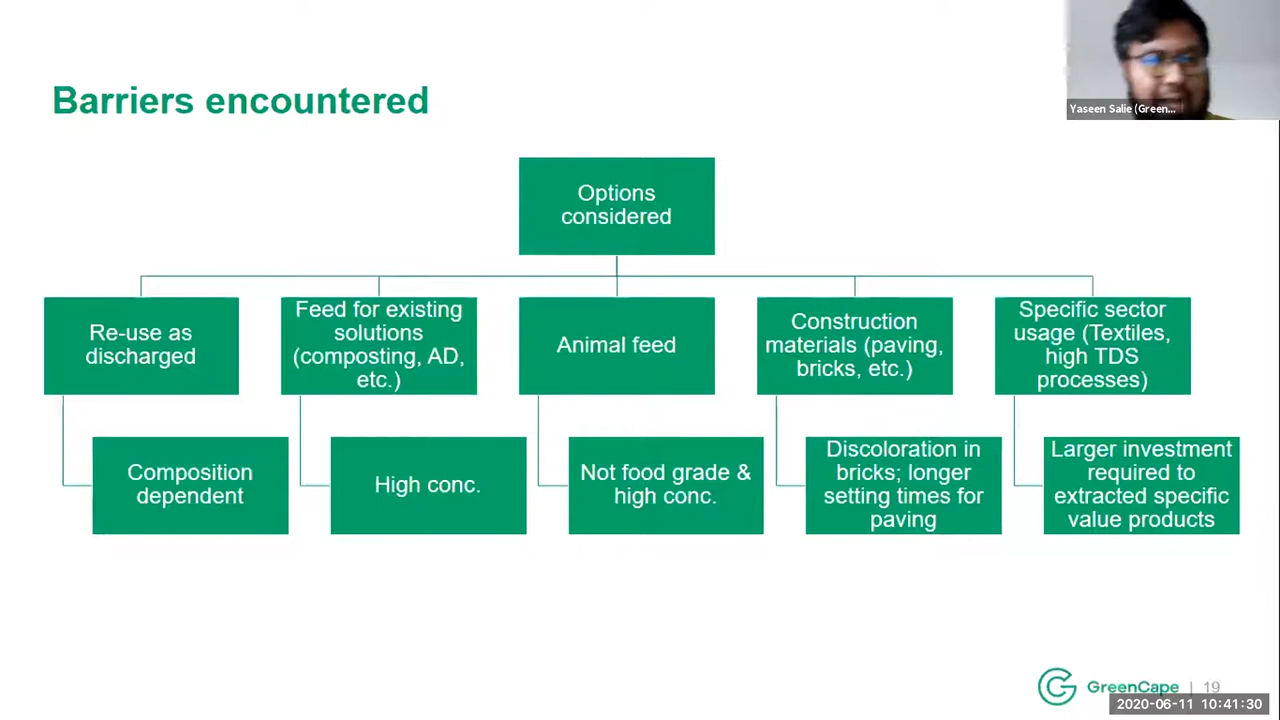 Yaseen Salie (Green...
Barriers encountered
Options
considered
Re-use as
discharged
Feed for existing
solutions
(composting, AD,
etc.)
Animal feed
Construction
materials (paving,
bricks, etc.)
Specific sector
usage (Textiles,
high TDS
processes)
Composition
dependent
High conc.
Not food grade &
high conc.
Discoloration in
bricks; longer
setting times for
paving
Larger investment
required to
extracted specific
value products
GreenCape | 19
2020-06-11 10:41:30